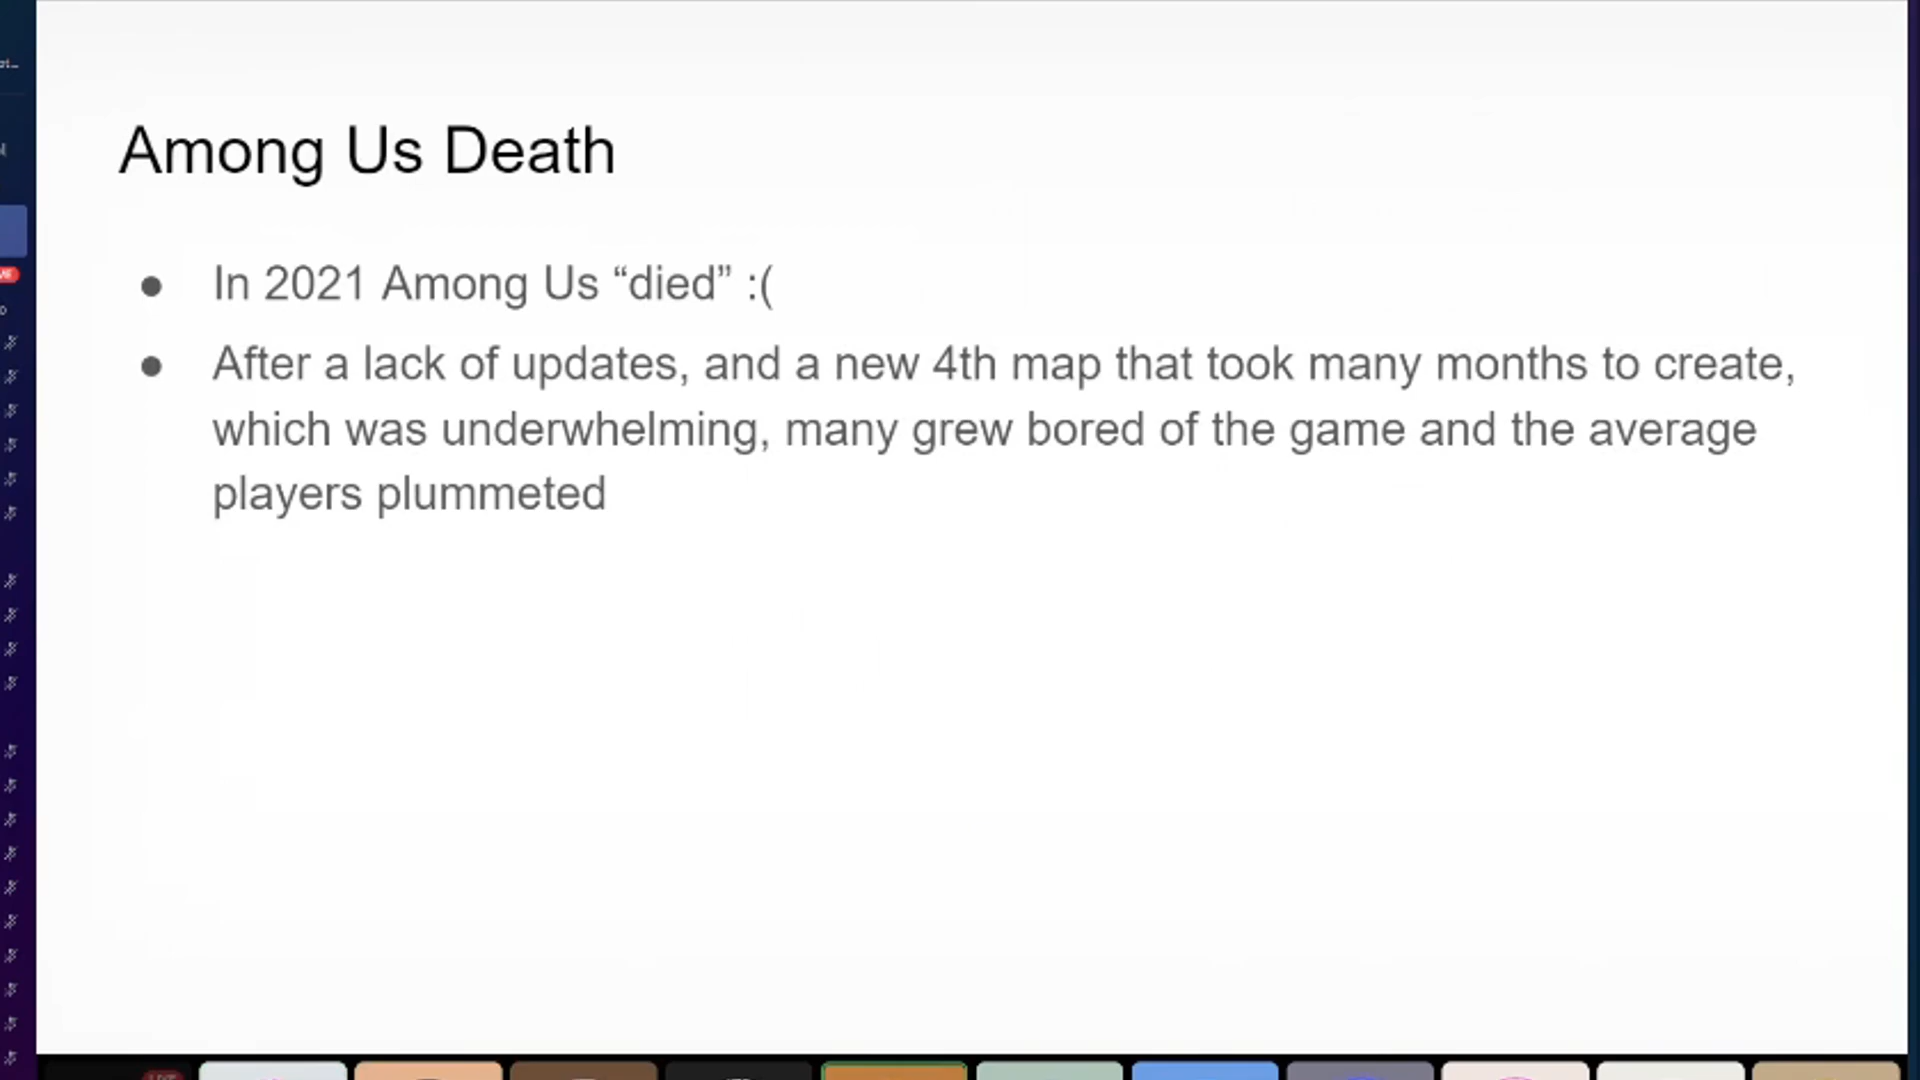 Among Us Death
In 2021 Among Us “died” :(
After a lack of updates, and a new 4th map that took many months to create,
which was underwhelming, many grew bored of the game and the average
players plummeted